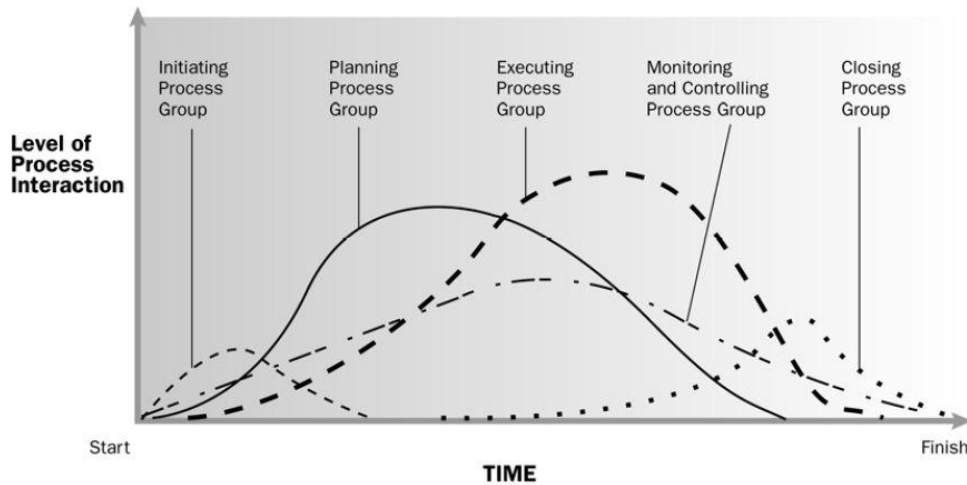 Initiating
Process
Group
Planning
Process
Group
Executing
Process
Group
Monitoring
and Controlling
Process Group
Closing
Process
Group
Level of
Process
Interaction
Start
Finish
TIME